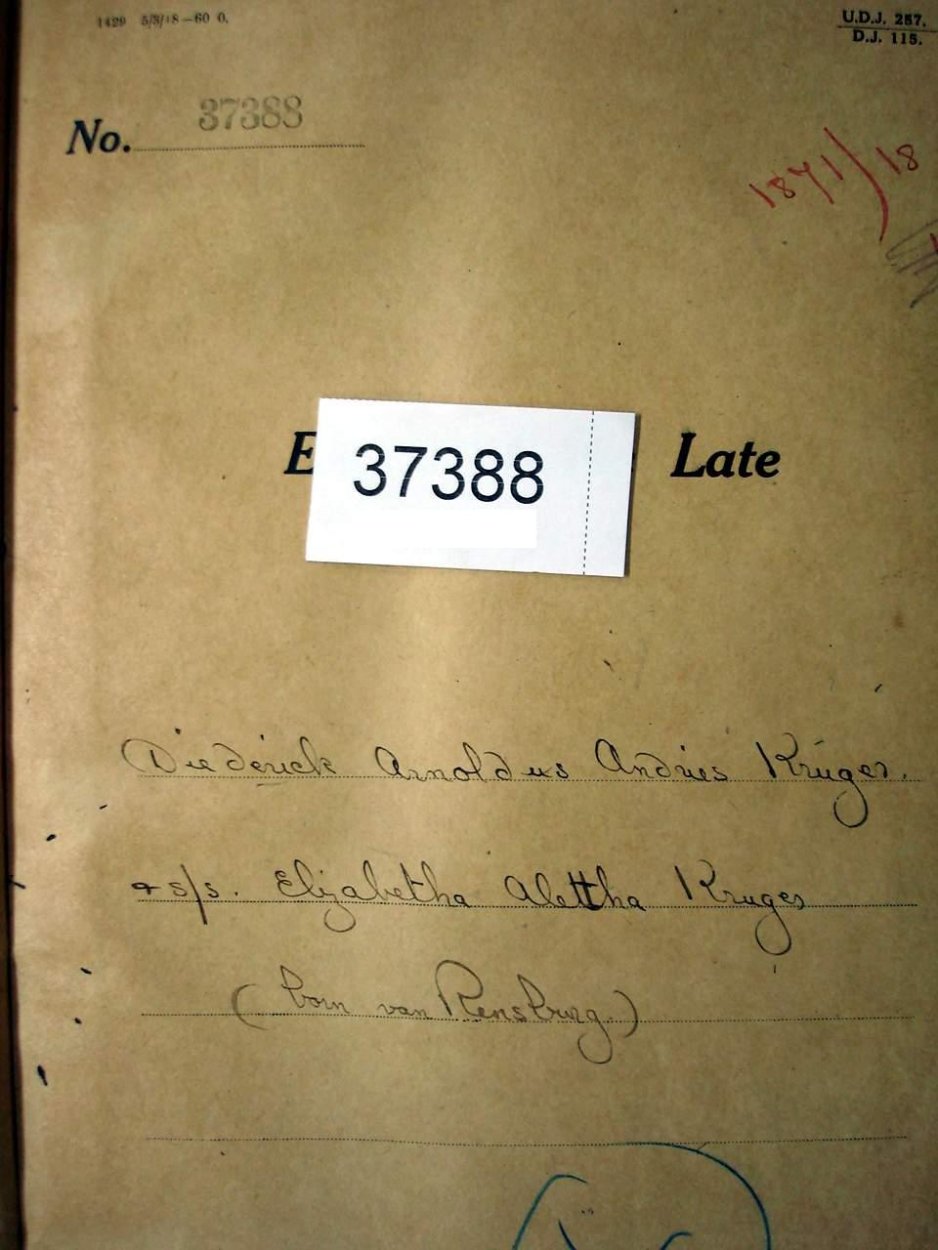 1429 5/3/18—60 0.
U.D.J. 257.
D.J. 115.
No. 37388
1871/18
E
37388
Late
Diederick Arnoldus Andries Kruger.
& s/s. Elizabetha Alettha Kruger
(born van Rensburg.)